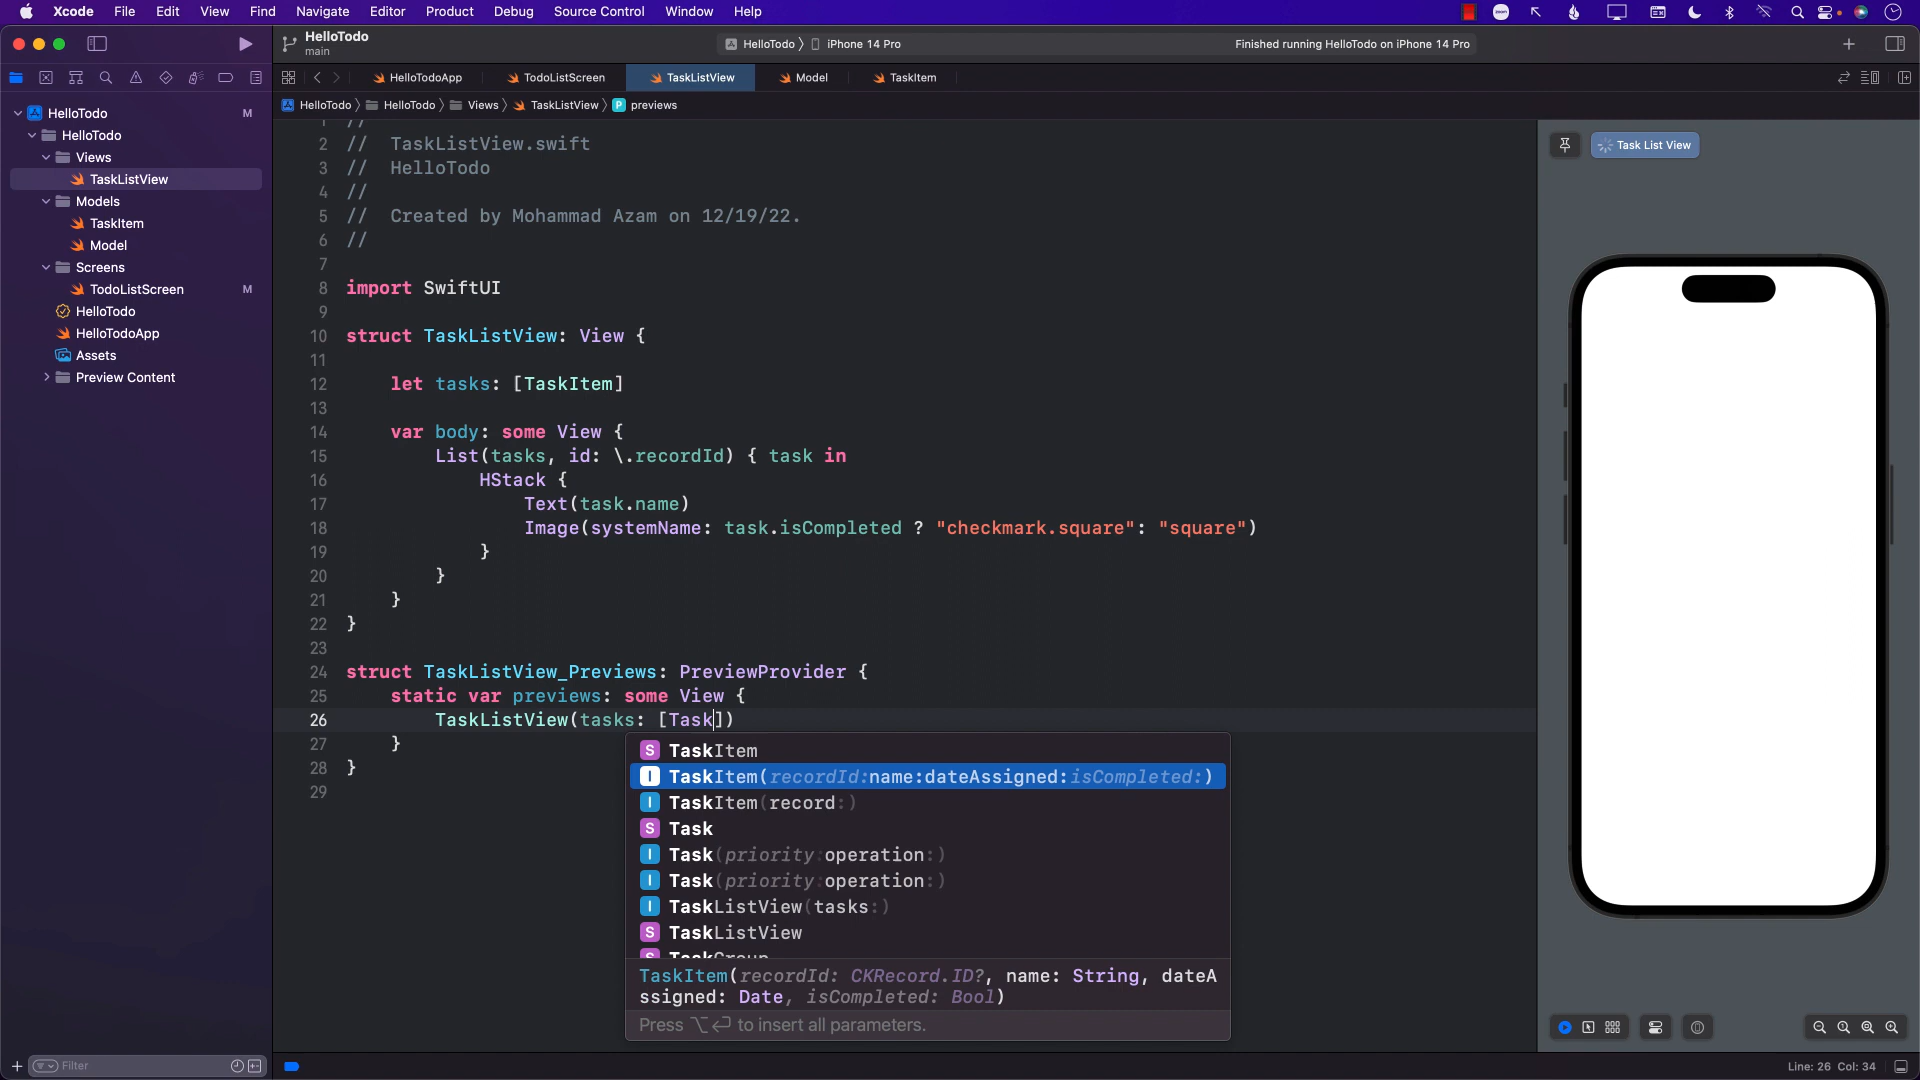 Xcode File Edit View Find Navigate Editor Product Debug Source Control Window Help
HelloTodo
main
HelloTodo iPhone 14 Pro
Finished running HelloTodo on iPhone 14 Pro
HelloTodoApp TodoListScreen TaskListView Model TaskItem
HelloTodo HelloTodo Views TaskListView P previews
HelloTodo M
HelloTodo
Views
TaskListView
Models
TaskItem
Model
Screens
TodoListScreen M
HelloTodo
HelloTodoApp
Assets
Preview Content
Filter
1 //
2 // TaskListView.swift
3 // HelloTodo
4 //
5 // Created by Mohammad Azam on 12/19/22.
6 //
7
8 import SwiftUI
9
10 struct TaskListView: View {
11
12 let tasks: [TaskItem]
13
14 var body: some View {
15 List(tasks, id: \.recordId) { task in
16 HStack {
17 Text(task.name)
18 Image(systemName: task.isCompleted ? "checkmark.square": "square")
19 }
20 }
21 }
22 }
23
24 struct TaskListView_Previews: PreviewProvider {
25 static var previews: some View {
26 TaskListView(tasks: [Task])
27 }
28 }
29
S TaskItem
I TaskItem(recordId:name:dateAssigned:isCompleted:)
I TaskItem(record:)
S Task
I Task(priority:operation:)
I Task(priority:operation:)
I TaskListView(tasks:)
S TaskListView
S TaskGroup
TaskItem(recordId: CKRecord.ID?, name: String, dateA
ssigned: Date, isCompleted: Bool)
Press ⌥⏎ to insert all parameters.
Task List View
Line: 26 Col: 34